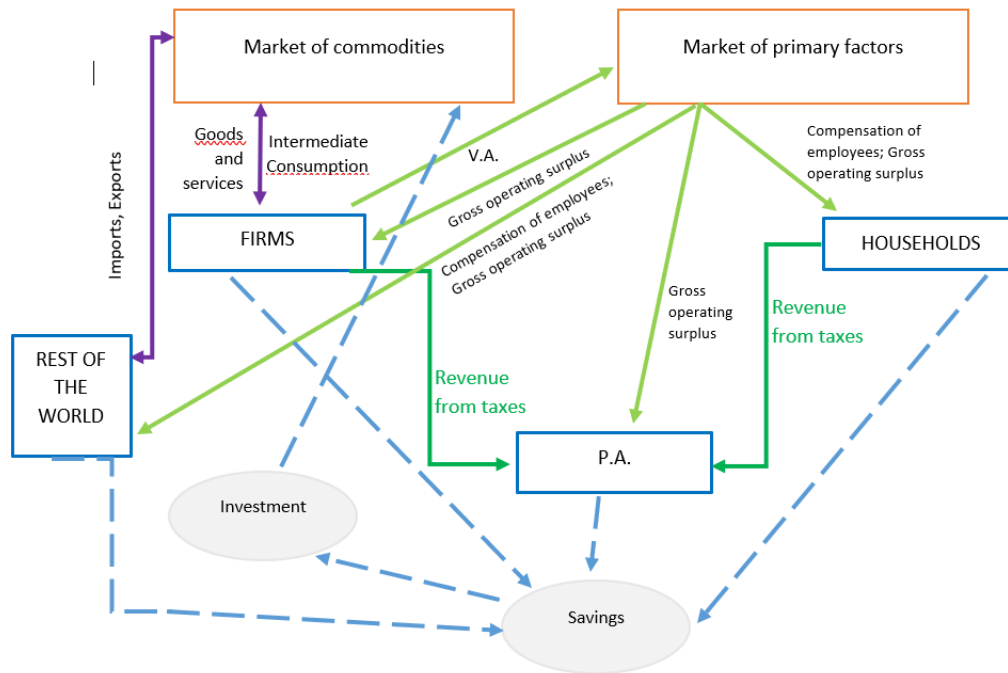 Market of commodities
Market of primary factors
Imports, Exports
Goods
and
services
Intermediate
Consumption
V.A.
Gross operating surplus
Compensation of employees;
Gross operating surplus
Compensation of
employees; Gross
operating surplus
FIRMS
HOUSEHOLDS
Gross
operating
surplus
Revenue
from taxes
REST OF
THE
WORLD
Revenue
from taxes
P.A.
Investment
Savings